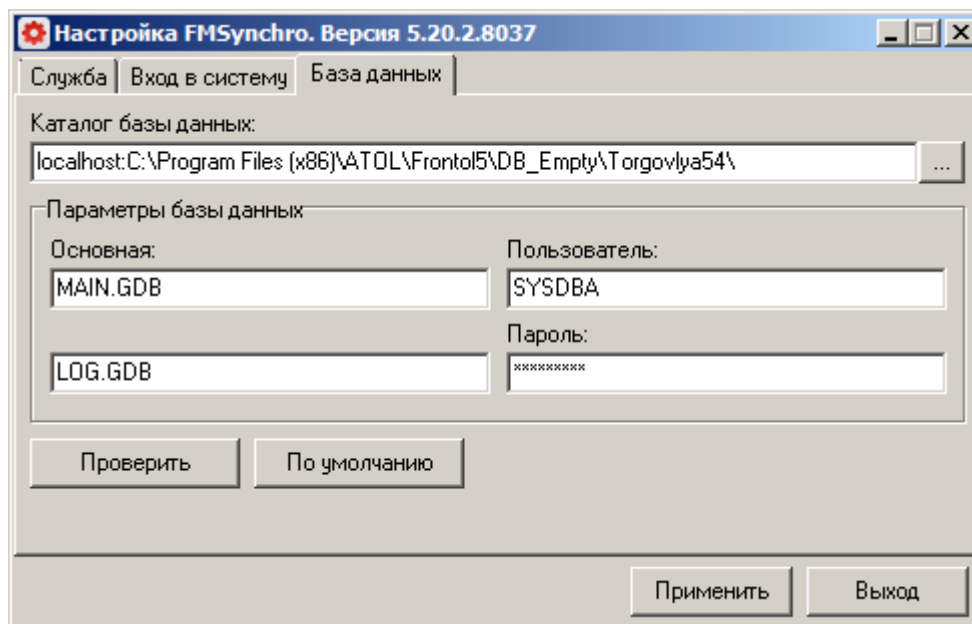 Настройка FMSynchro. Версия 5.20.2.8037
Служба Вход в систему База данных
Каталог базы данных:
localhost:C:\Program Files (x86)\ATOL\Frontol5\DB_Empty\Torgovlya54\ ...
Параметры базы данных
Основная: Пользователь:
MAIN.GDB SYSDBA
Пароль:
LOG.GDB *********
Проверить По умолчанию
Применить Выход